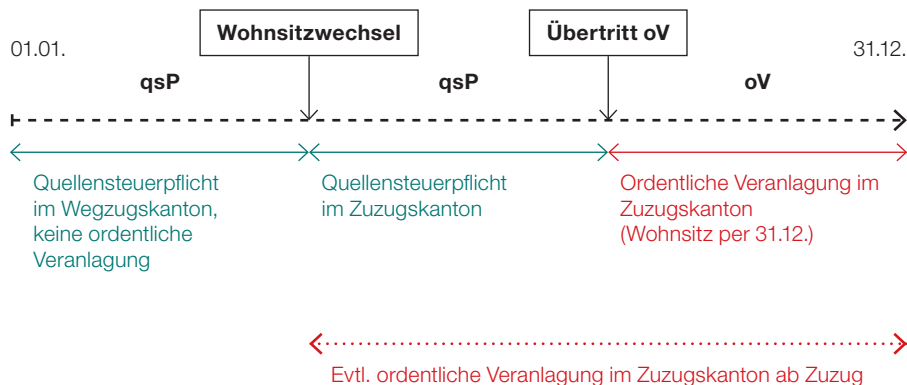 Wohnsitzwechsel
Übertritt oV
01.01.
31.12.
qsP
qsP
oV
Quellensteuerpflicht
im Wegzugskanton,
keine ordentliche
Veranlagung
Quellensteuerpflicht
im Zuzugskanton
Ordentliche Veranlagung im
Zuzugskanton
(Wohnsitz per 31.12.)
Evtl. ordentliche Veranlagung im Zuzugskanton ab Zuzug